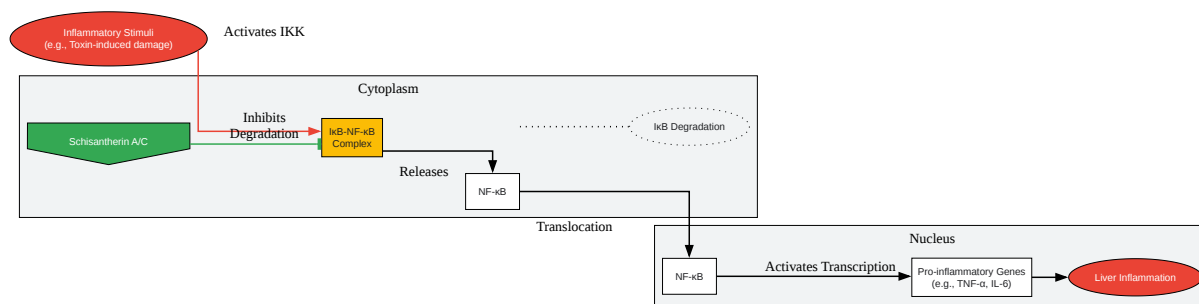 Inflammatory Stimuli
(e.g., Toxin-induced damage)
Activates IKK
Cytoplasm
Schisantherin A/C
Inhibits
Degradation
IκB-NF-κB
Complex
IκB Degradation
Releases
NF-κB
Translocation
Nucleus
NF-κB
Activates Transcription
Pro-inflammatory Genes
(e.g., TNF-α, IL-6)
Liver Inflammation